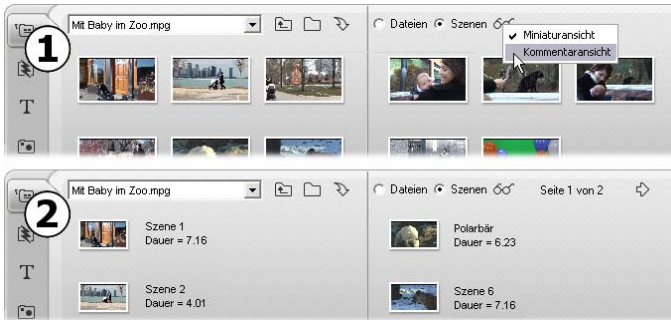 1
Mit Baby im Zoo.mpg
Dateien Szenen
Miniaturansicht
Kommentaransicht
T
2
Mit Baby im Zoo.mpg
Dateien Szenen Seite 1 von 2
Szene 1
Dauer = 7.16
Polarbär
Dauer = 6.23
T
Szene 2
Dauer = 4.01
Szene 6
Dauer = 7.16